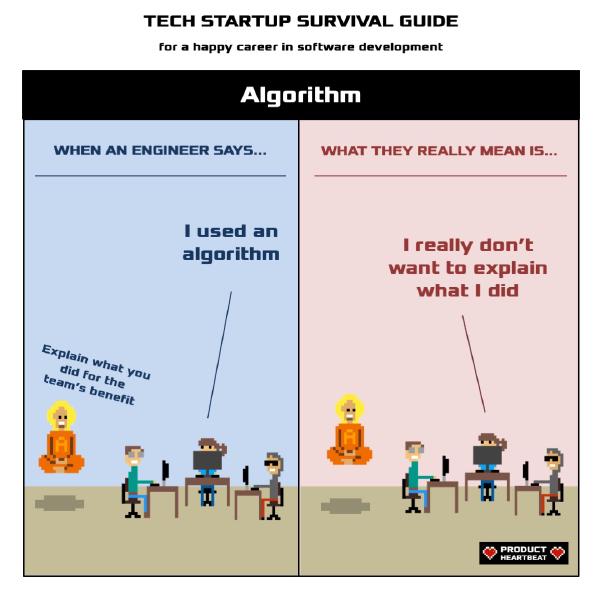 TECH STARTUP SURVIVAL GUIDE
for a happy career in software development
Algorithm
WHEN AN ENGINEER SAYS...
I used an
algorithm
Explain what you
did for the
team's benefit
WHAT THEY REALLY MEAN IS...
I really don't
want to explain
what I did
PRODUCT
HEARTBEAT